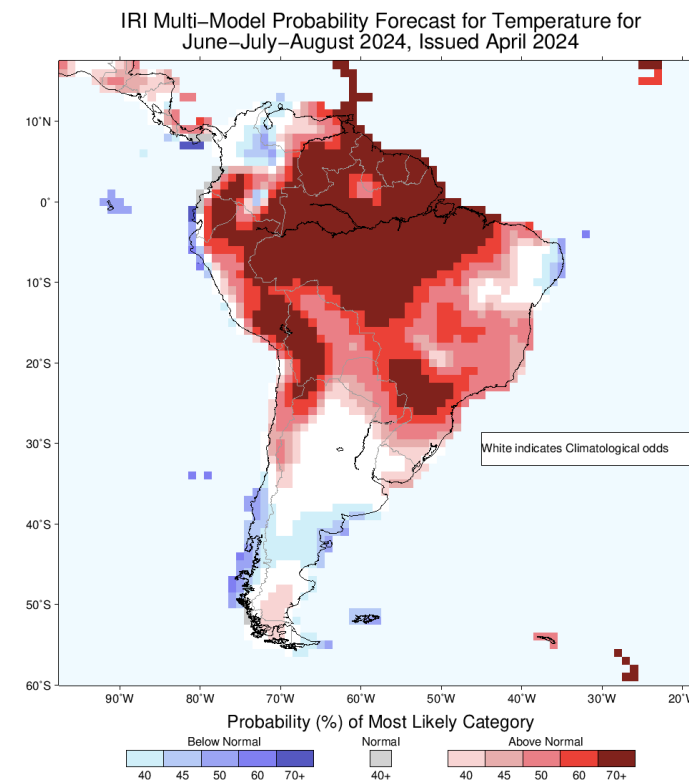 IRI Multi−Model Probability Forecast for Temperature for
June−July−August 2024, Issued April 2024
10˚N
0˚
10˚S
20˚S
30˚S
White indicates Climatological odds
40˚S
50˚S
60˚S
90˚W 80˚W 70˚W 60˚W 50˚W 40˚W 30˚W 20˚W
Probability (%) of Most Likely Category
Below Normal Normal Above Normal
40 45 50 60 70+ 40+ 40 45 50 60 70+